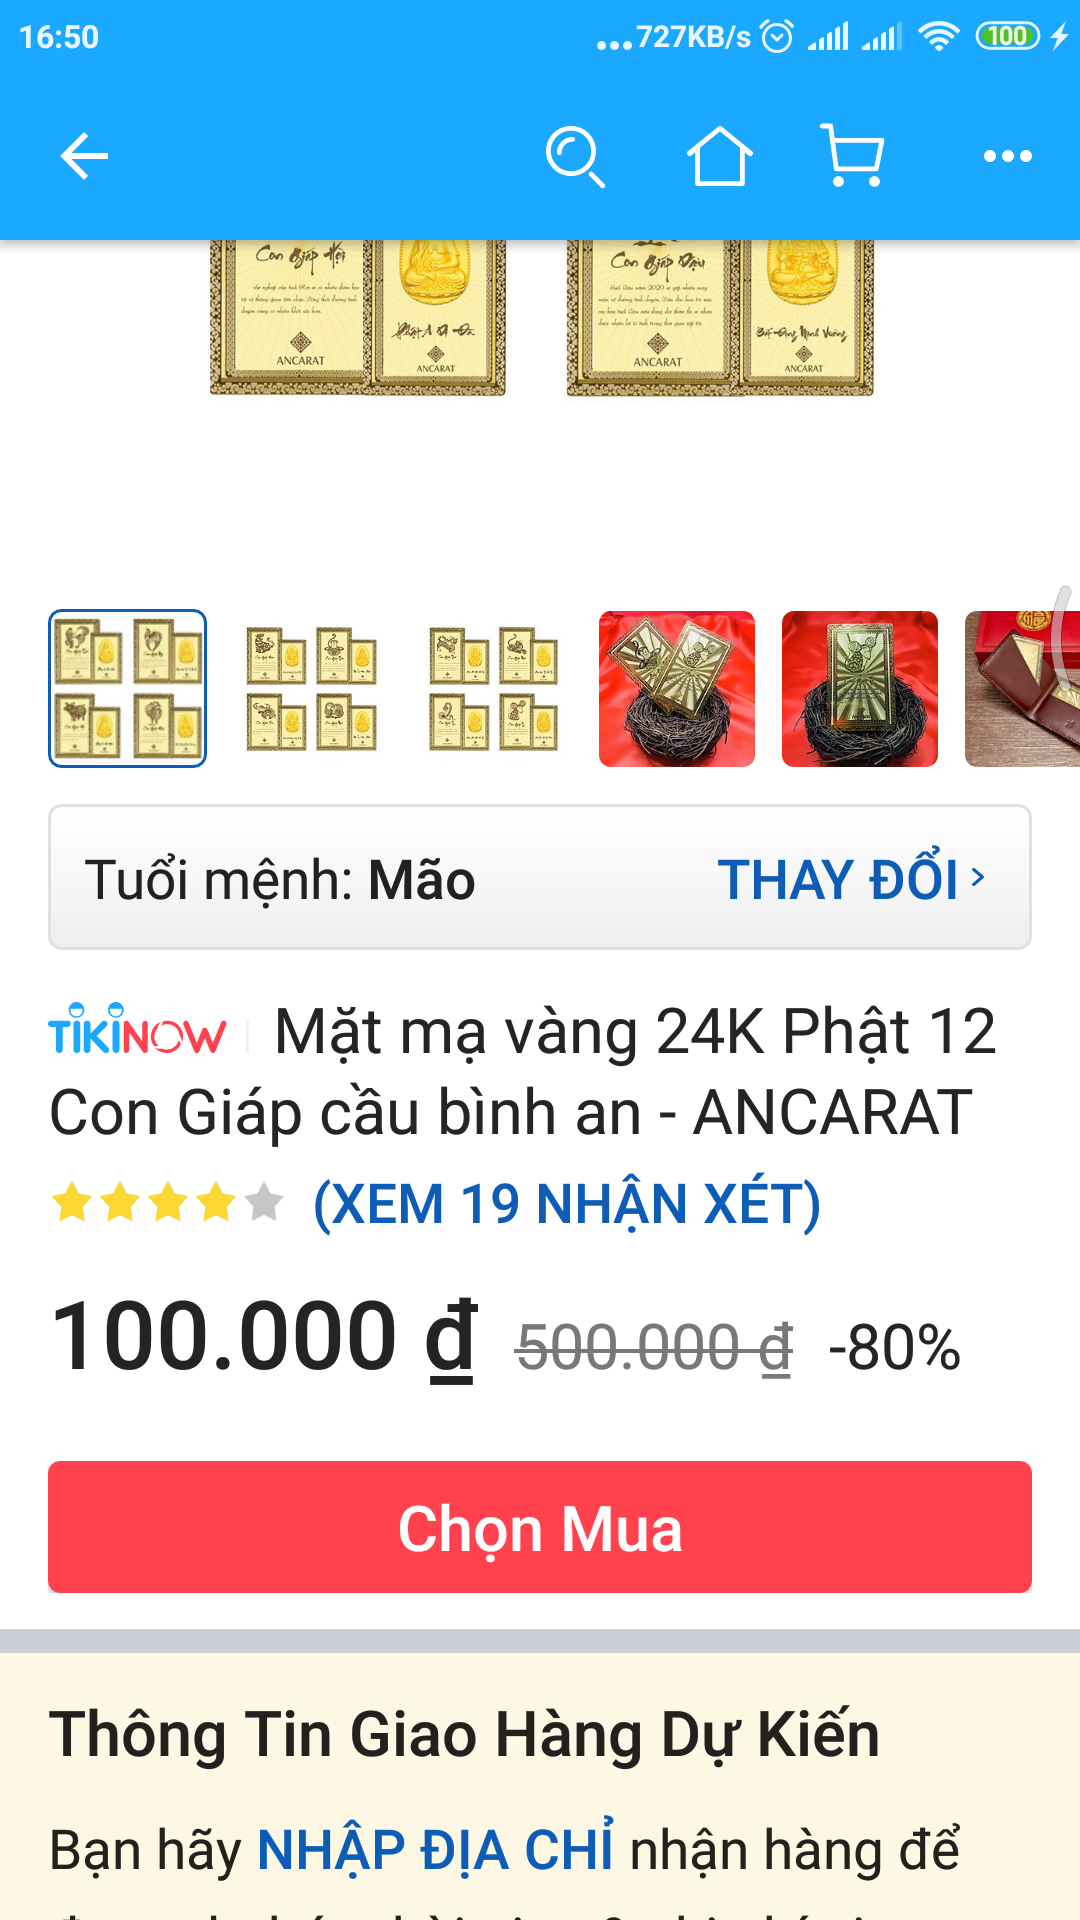 16:50
...727KB/s
100
Con Giáp Hợi
Con Giáp Dậu
Phật A Di Đà
Bất Động Minh Vương
ANCARAT
ANCARAT
ANCARAT
ANCARAT
Tuổi mệnh: Mão THAY ĐỔI
TIKINOW Mặt mạ vàng 24K Phật 12
Con Giáp cầu bình an - ANCARAT
(XEM 19 NHẬN XÉT)
100.000 ₫ 500.000 ₫ -80%
Chọn Mua
Thông Tin Giao Hàng Dự Kiến
Bạn hãy NHẬP ĐỊA CHỈ nhận hàng để